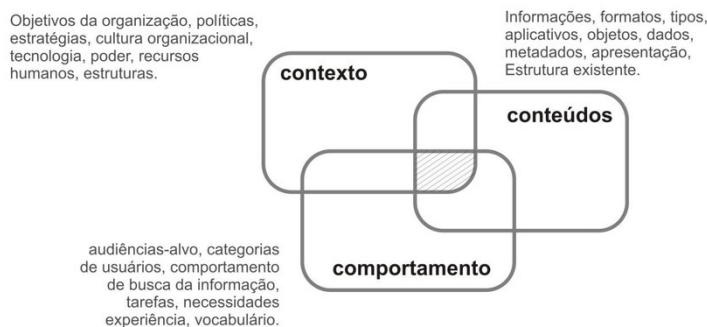 Objetivos da organização, políticas,
estratégias, cultura organizacional,
tecnologia, poder, recursos
humanos, estruturas.
Informações, formatos, tipos,
aplicativos, objetos, dados,
metadados, apresentação,
Estrutura existente.
contexto
conteúdos
comportamento
audiências-alvo, categorias
de usuários, comportamento
de busca da informação,
tarefas, necessidades
experiência, vocabulário.